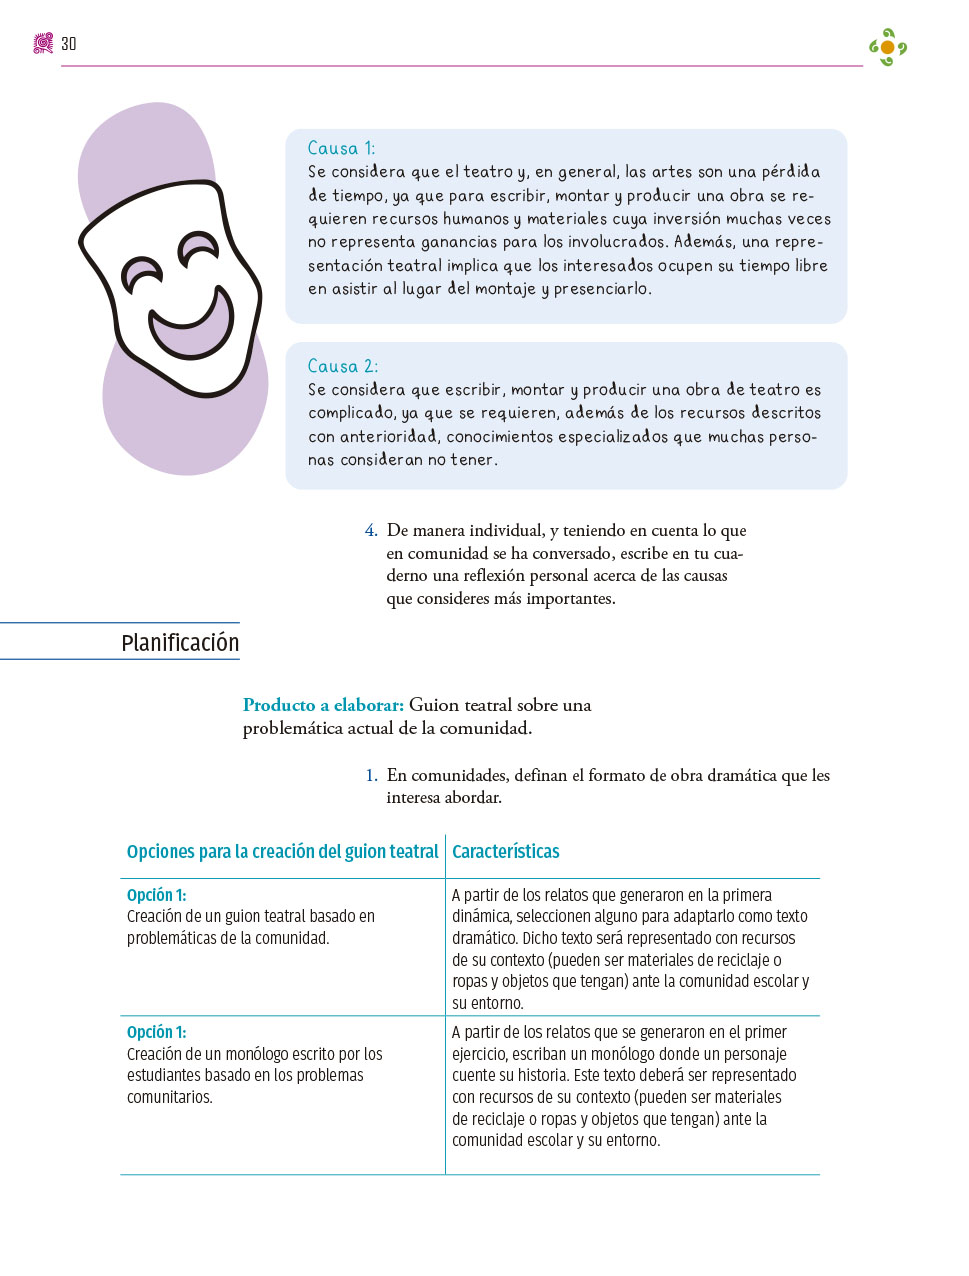 30
Causa 1:
Se considera que el teatro y, en general, las artes son una pérdida
de tiempo, ya que para escribir, montar y producir una obra se re-
quieren recursos humanos y materiales cuya inversión muchas veces
no representa ganancias para los involucrados. Además, una repre-
sentación teatral implica que los interesados ocupen su tiempo libre
en asistir al lugar del montaje y presenciarlo.
Causa 2:
Se considera que escribir, montar y producir una obra de teatro es
complicado, ya que se requieren, además de los recursos descritos
con anterioridad, conocimientos especializados que muchas perso-
nas consideran no tener.
4. De manera individual, y teniendo en cuenta lo que
en comunidad se ha conversado, escribe en tu cua-
derno una reflexión personal acerca de las causas
que consideres más importantes.
Planificación
Producto a elaborar: Guion teatral sobre una
problemática actual de la comunidad.
1. En comunidades, definan el formato de obra dramática que les
interesa abordar.
Opciones para la creación del guion teatral
Características
Opción 1:
Creación de un guion teatral basado en
problemáticas de la comunidad.
A partir de los relatos que generaron en la primera
dinámica, seleccionen alguno para adaptarlo como texto
dramático. Dicho texto será representado con recursos
de su contexto (pueden ser materiales de reciclaje o
ropas y objetos que tengan) ante la comunidad escolar y
su entorno.
Opción 1:
Creación de un monólogo escrito por los
estudiantes basado en los problemas
comunitarios.
A partir de los relatos que se generaron en el primer
ejercicio, escriban un monólogo donde un personaje
cuente su historia. Este texto deberá ser representado
con recursos de su contexto (pueden ser materiales
de reciclaje o ropas y objetos que tengan) ante la
comunidad escolar y su entorno.